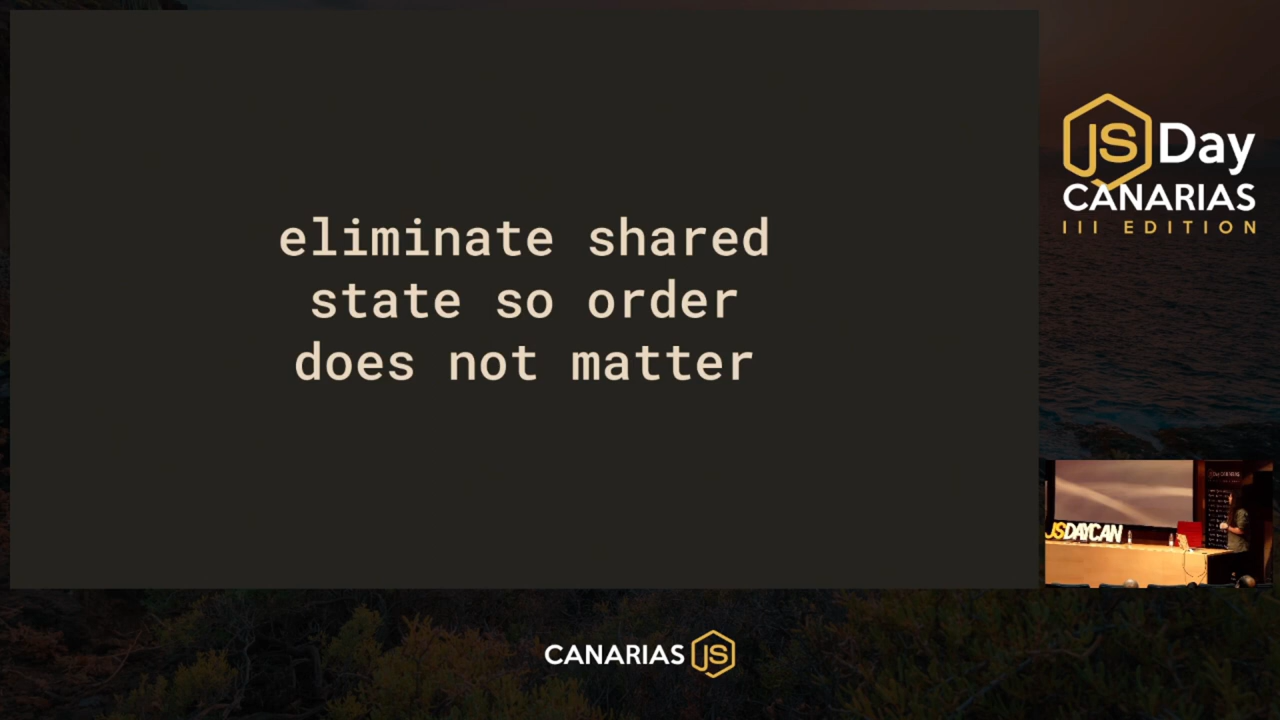 eliminate shared
state so order
does not matter
JS Day
CANARIAS
III EDITION
JSDAYCAN
CANARIAS JS